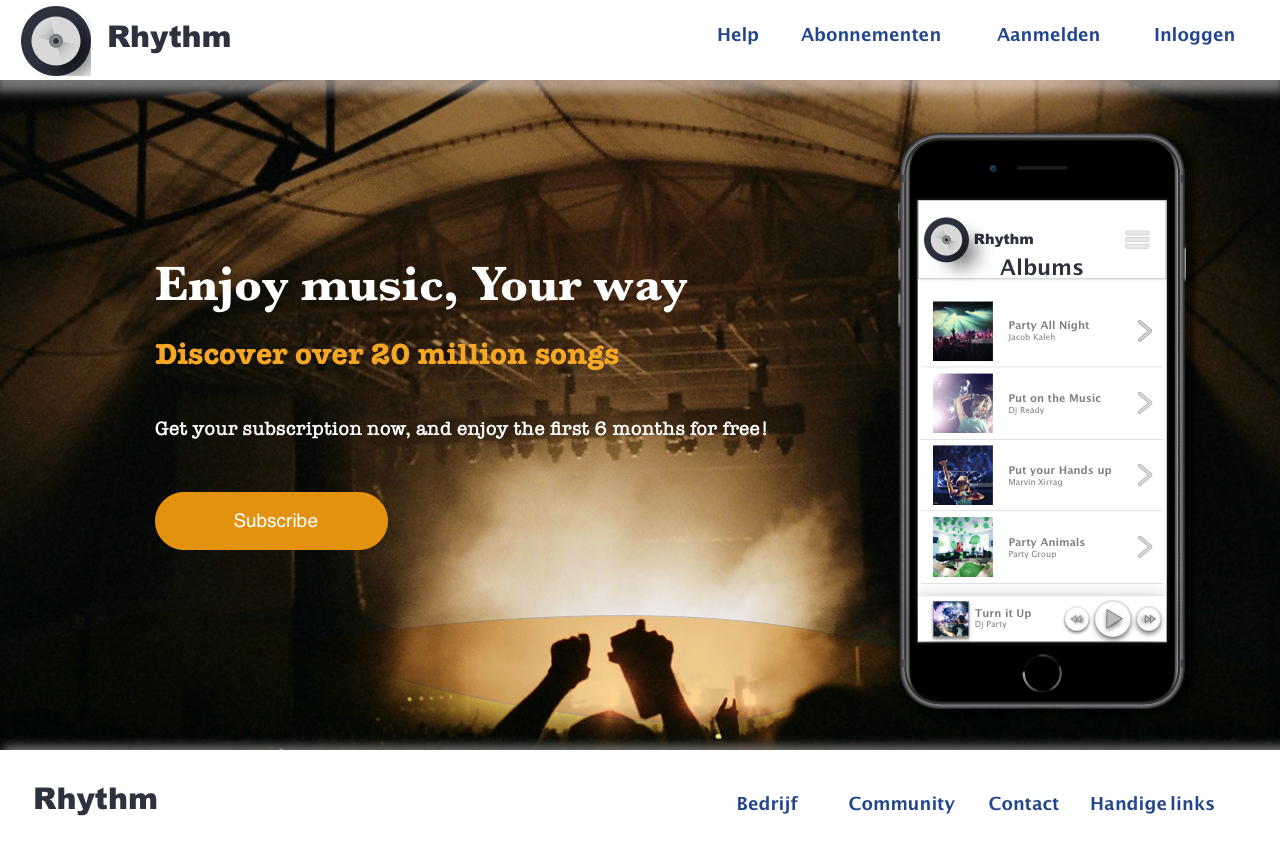 Rhythm
Help Abonnementen Aanmelden Inloggen
Enjoy music, Your way
Discover over 20 million songs
Get your subscription now, and enjoy the first 6 months for free!
Subscribe
Rhythm
Albums
Party All Night
Jacob Kaleh
Put on the Music
Dj Ready
Put your Hands up
Marvin Xirrag
Party Animals
Party Group
Turn it Up
Dj Party
Rhythm
Bedrijf Community Contact Handige links